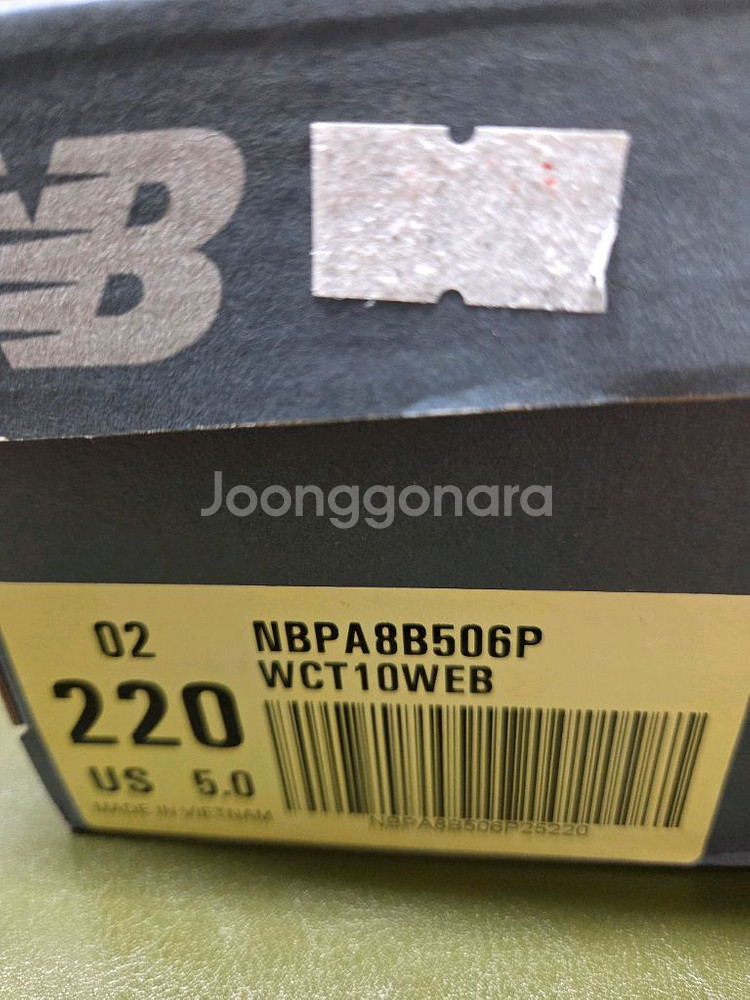 NB
Joonggonara
02
NBPA8B506P
WCT10WEB
220
US 5.0
MADE IN VIETNAM
NBPA8B506P25220